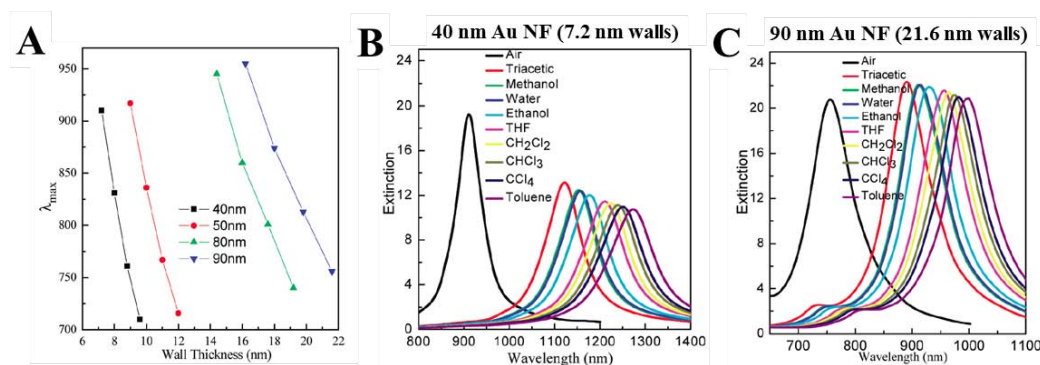 A
950
900
850
800
750
700
λmax
40nm
50nm
80nm
90nm
6 8 10 12 14 16 18 20 22
Wall Thickness (nm)
B
40 nm Au NF (7.2 nm walls)
24
20
16
12
8
4
0
Extinction
Air
Triacetic
Methanol
Water
Ethanol
THF
CH2Cl2
CHCl3
CCl4
Toluene
800 900 1000 1100 1200 1300 1400
Wavelength (nm)
C
90 nm Au NF (21.6 nm walls)
24
20
16
12
8
4
0
Extinction
Air
Triacetic
Methanol
Water
Ethanol
THF
CH2Cl2
CHCl3
CCl4
Toluene
700 800 900 1000 1100
Wavelength (nm)